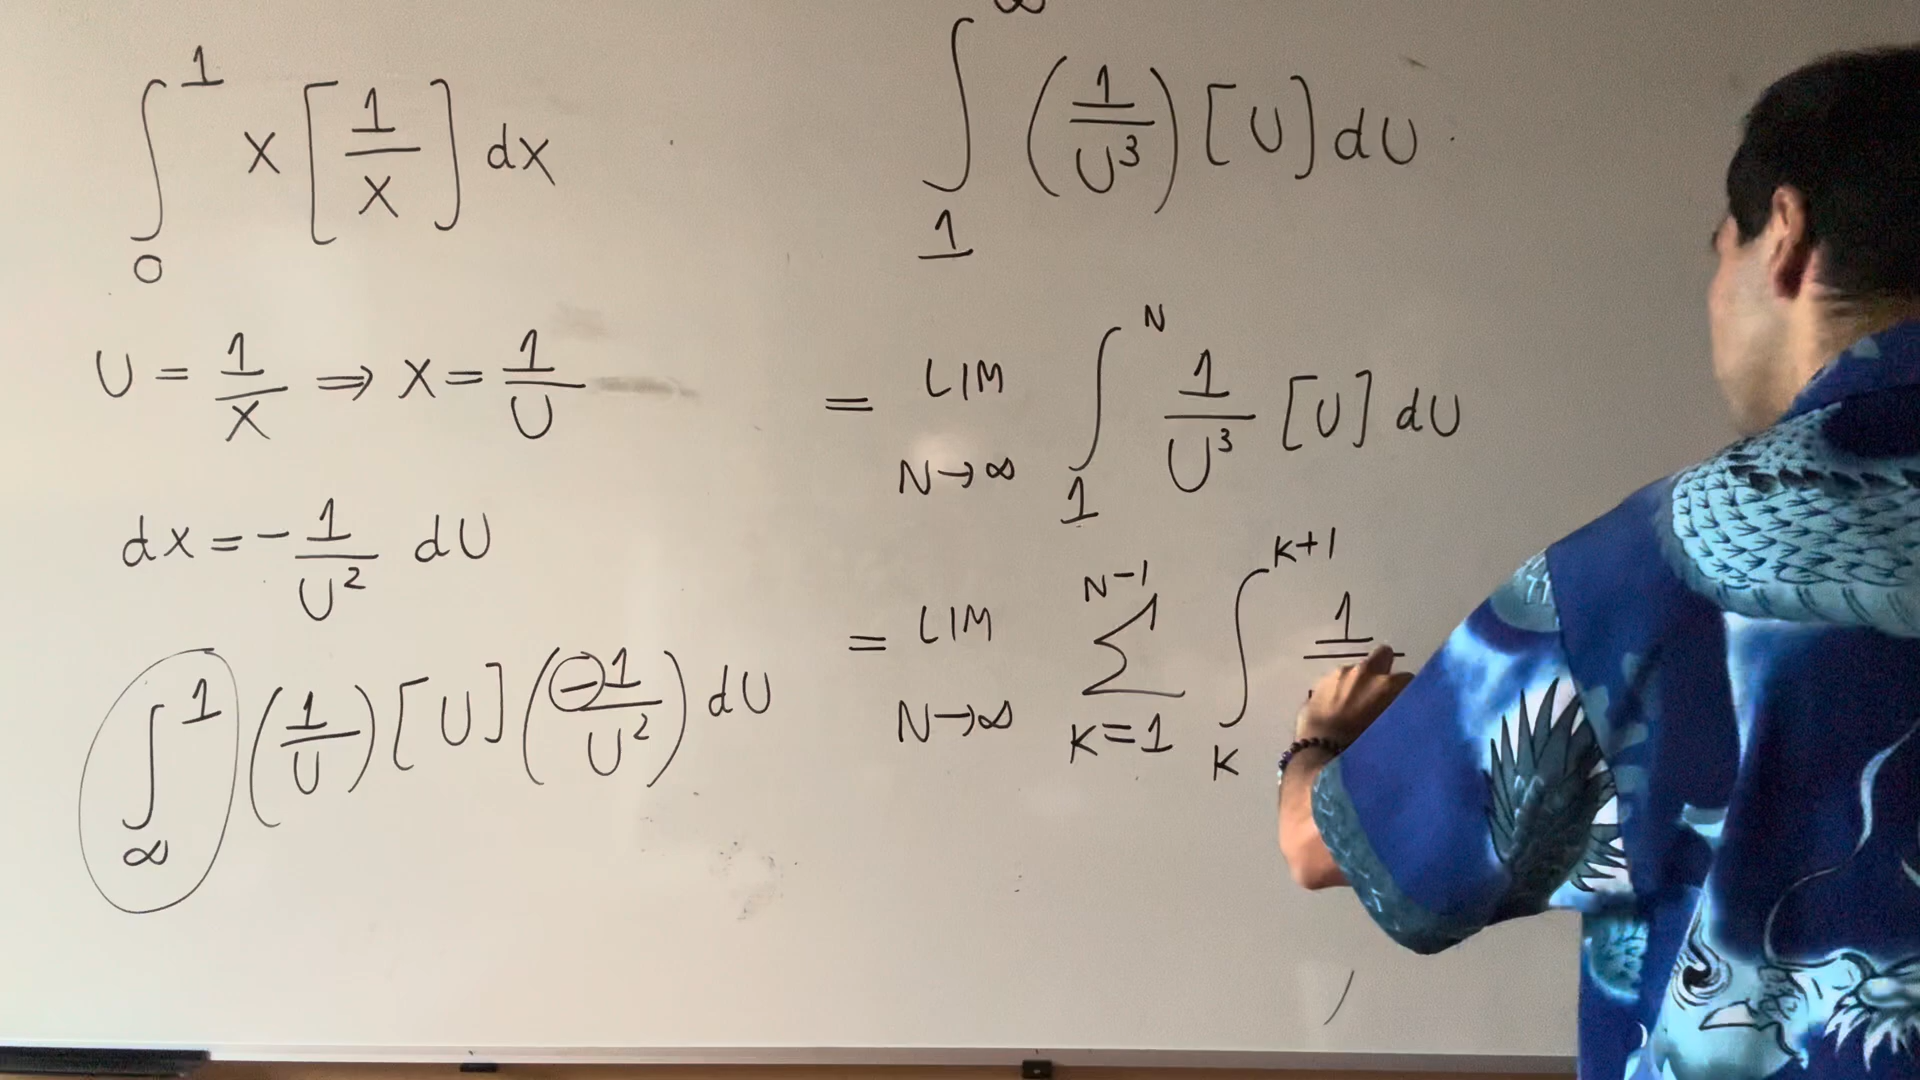 ∫₀¹ x [1/x] dx
U = 1/x ⇒ x = 1/U
dx = - 1/U² dU
∫_∞¹ (1/U) [U] (-1/U²) dU
∫₁^∞ (1/U³) [U] dU
= LIM N→∞ ∫₁^N 1/U³ [U] dU
= LIM N→∞ ∑_{K=1}^{N-1} ∫_K^{K+1} 1